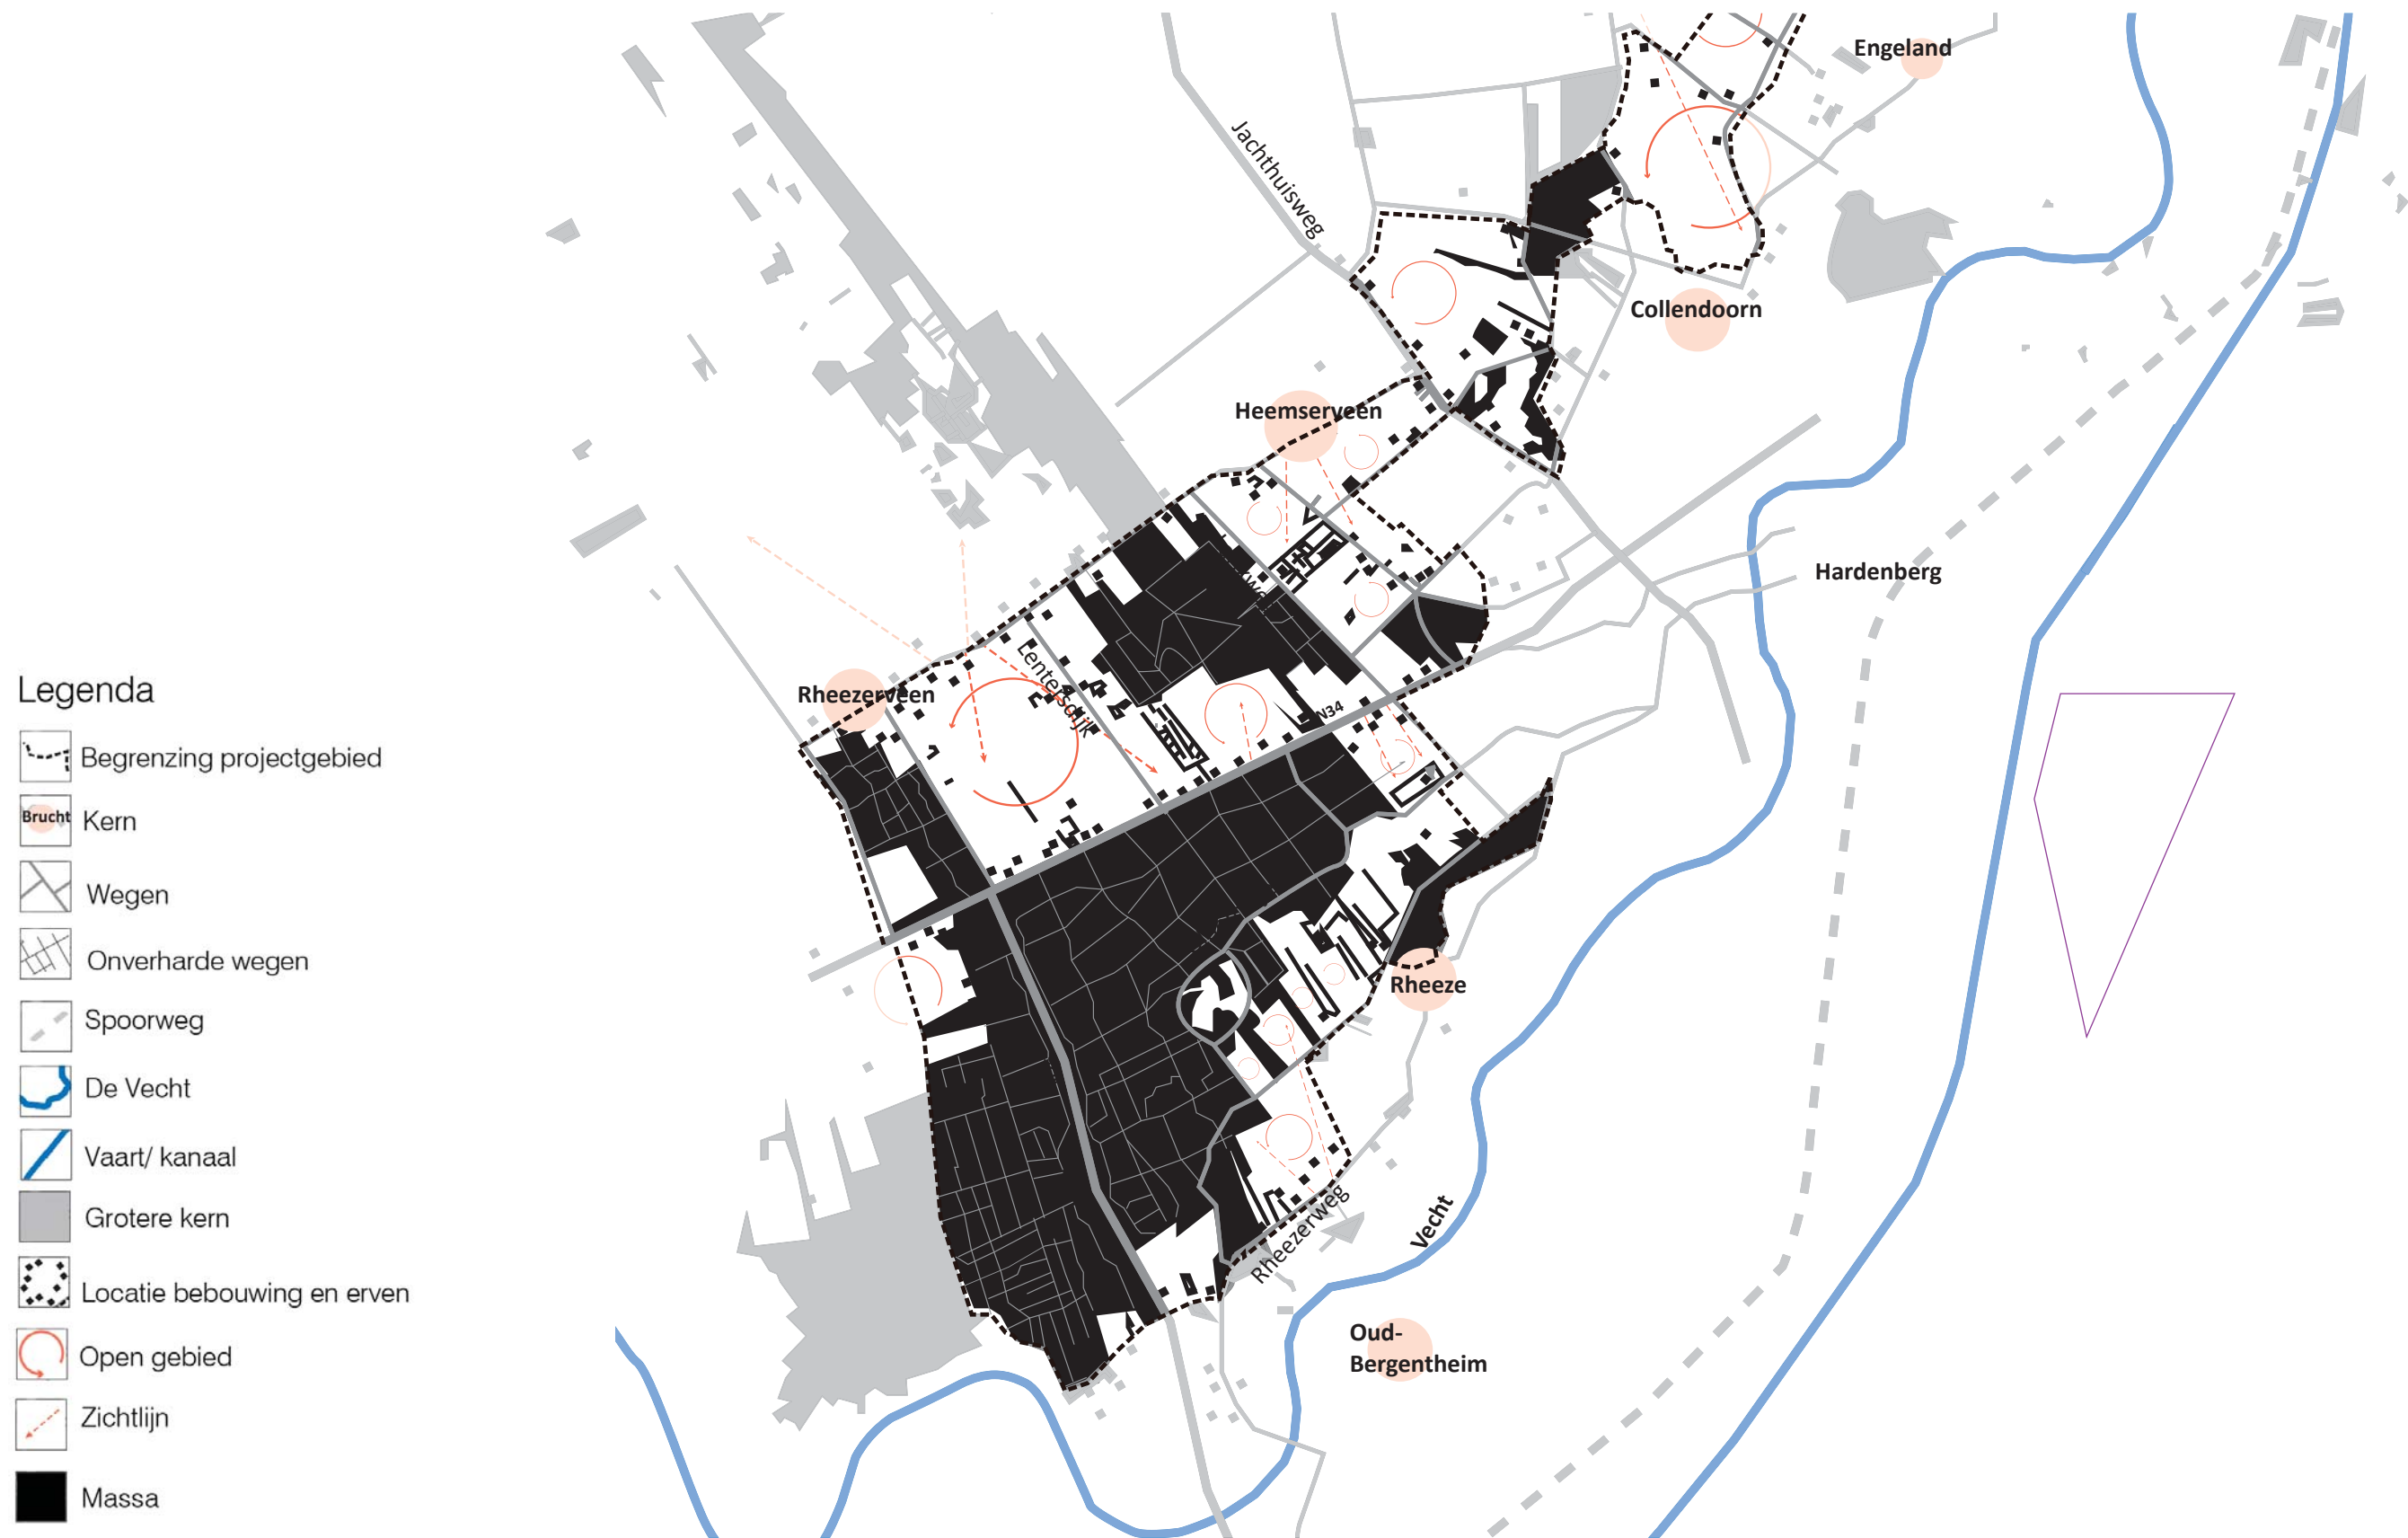 Engeland
Jachthuisweg
Collendoorn
Heemserveen
Hardenberg
Lentersdijk
Rheezerveen
N34
Rheeze
Rheezerweg
Vecht
Oud-
Bergentheim
Legenda
Begrenzing projectgebied
Brucht
Kern
Wegen
Onverharde wegen
Spoorweg
De Vecht
Vaart/ kanaal
Grotere kern
Locatie bebouwing en erven
Open gebied
Zichtlijn
Massa